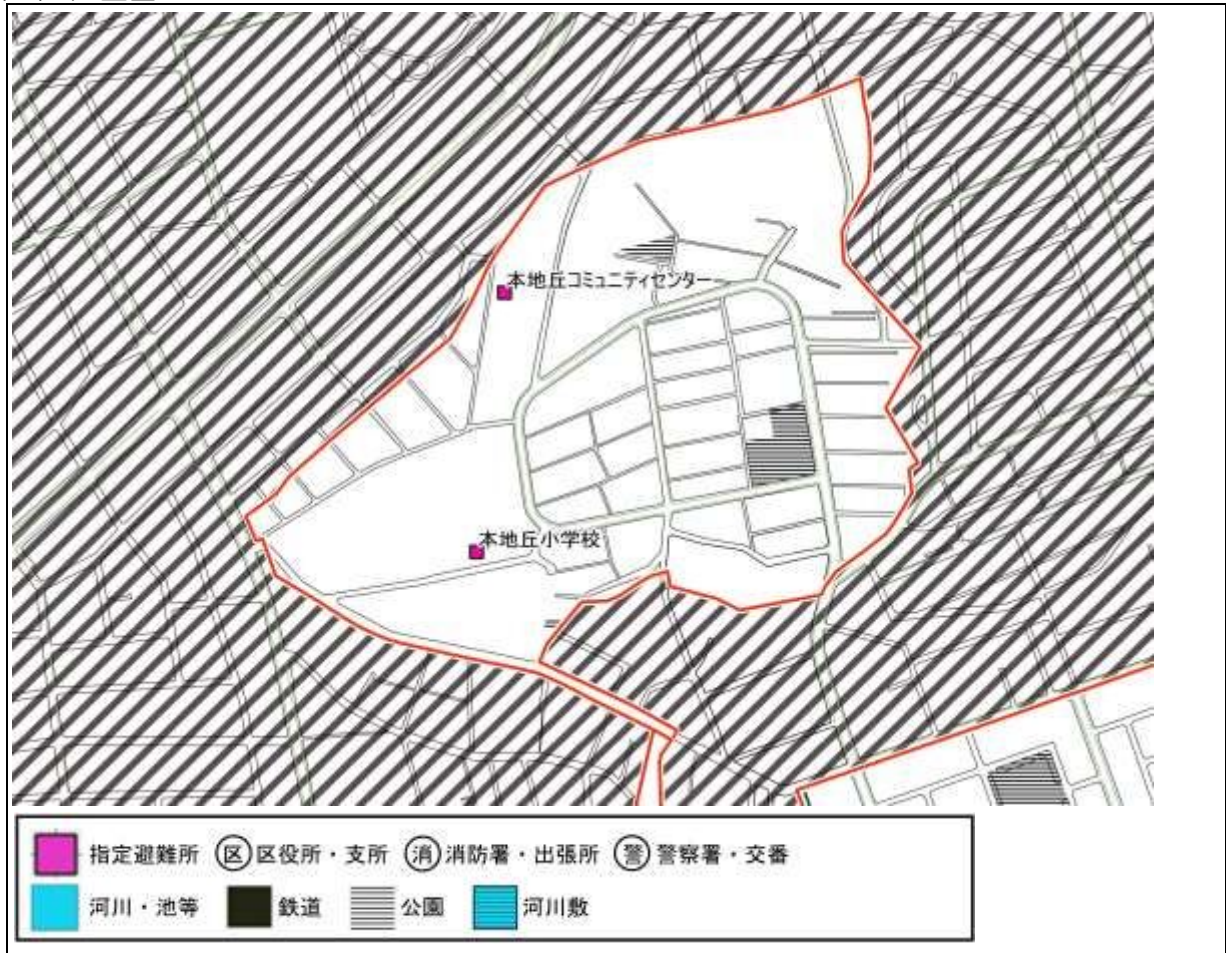 本地丘コミュニティセンター
本地丘小学校
指定避難所 区 区役所・支所 消 消防署・出張所 警 警察署・交番
河川・池等 鉄道 公園 河川敷